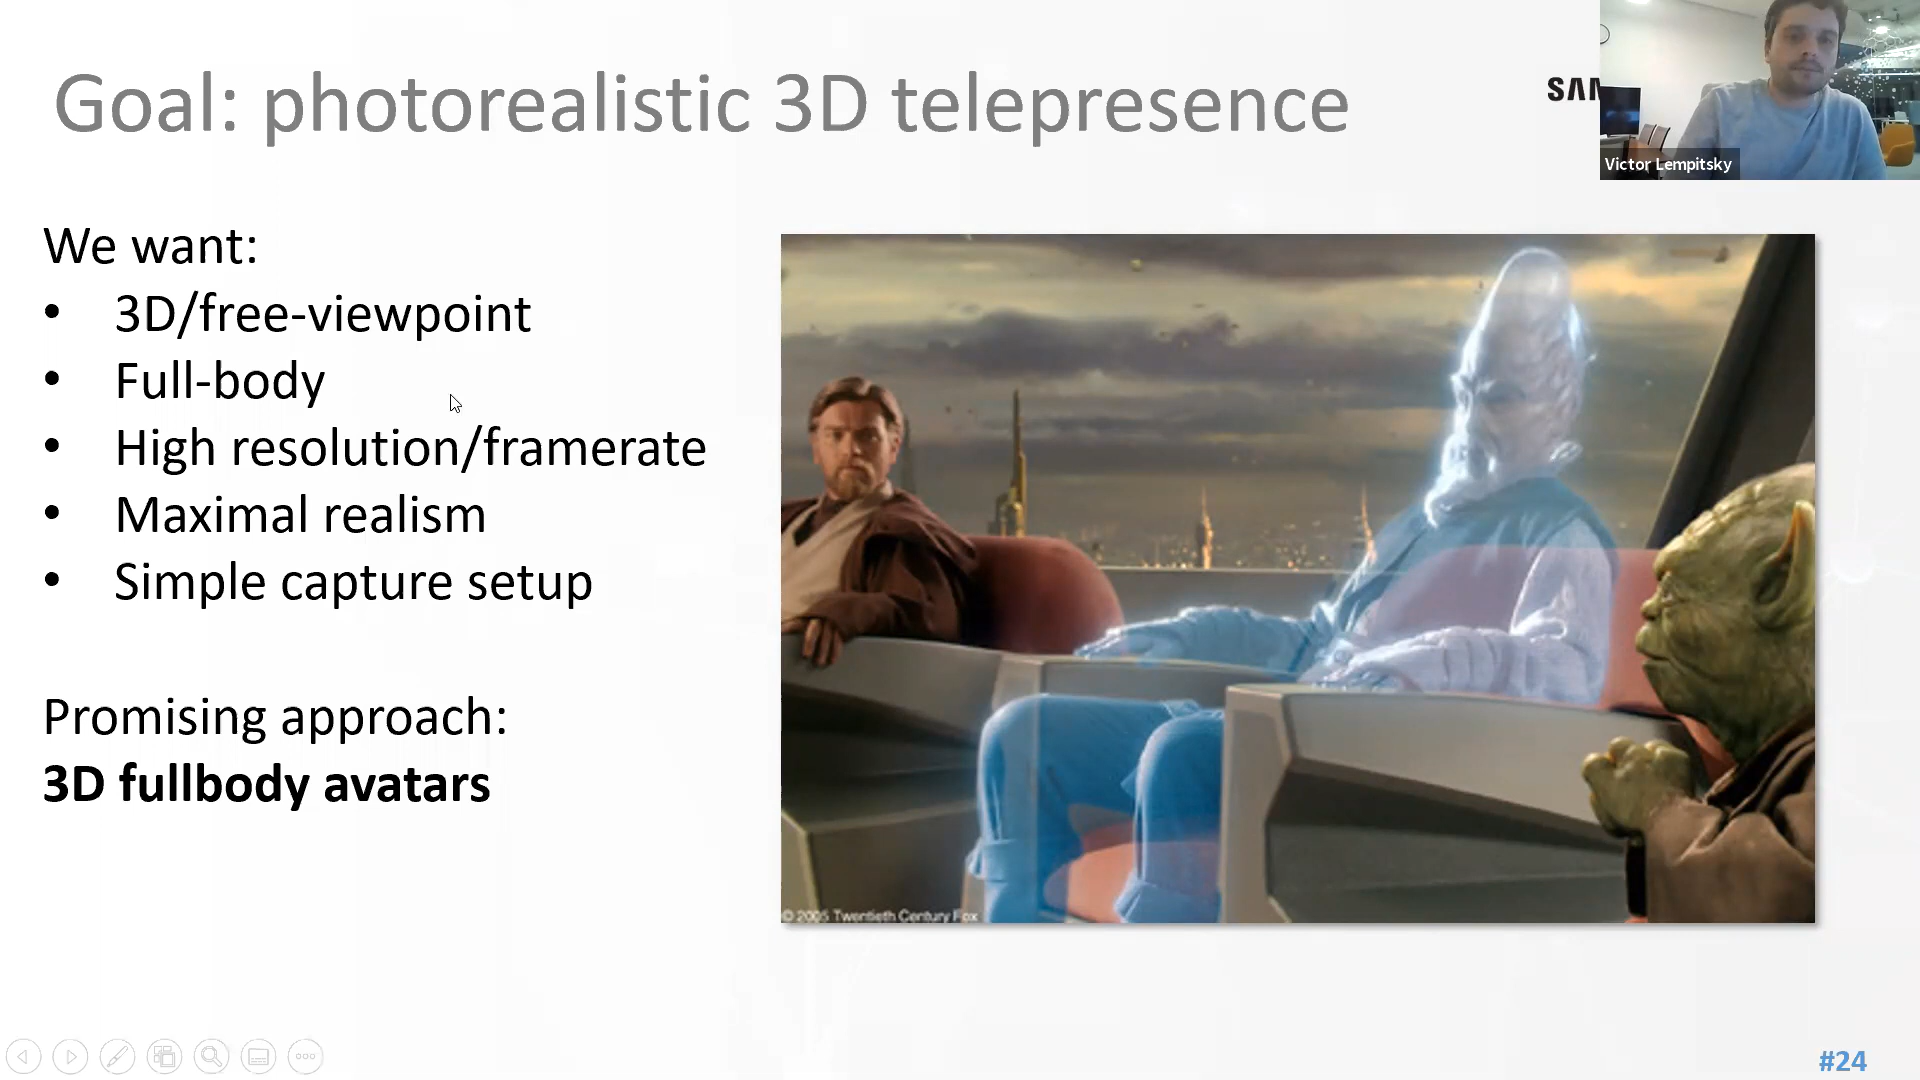 Goal: photorealistic 3D telepresence
Victor Lempitsky
We want:
• 3D/free-viewpoint
• Full-body
• High resolution/framerate
• Maximal realism
• Simple capture setup
Promising approach:
3D fullbody avatars
© 2005 Twentieth Century Fox
#24